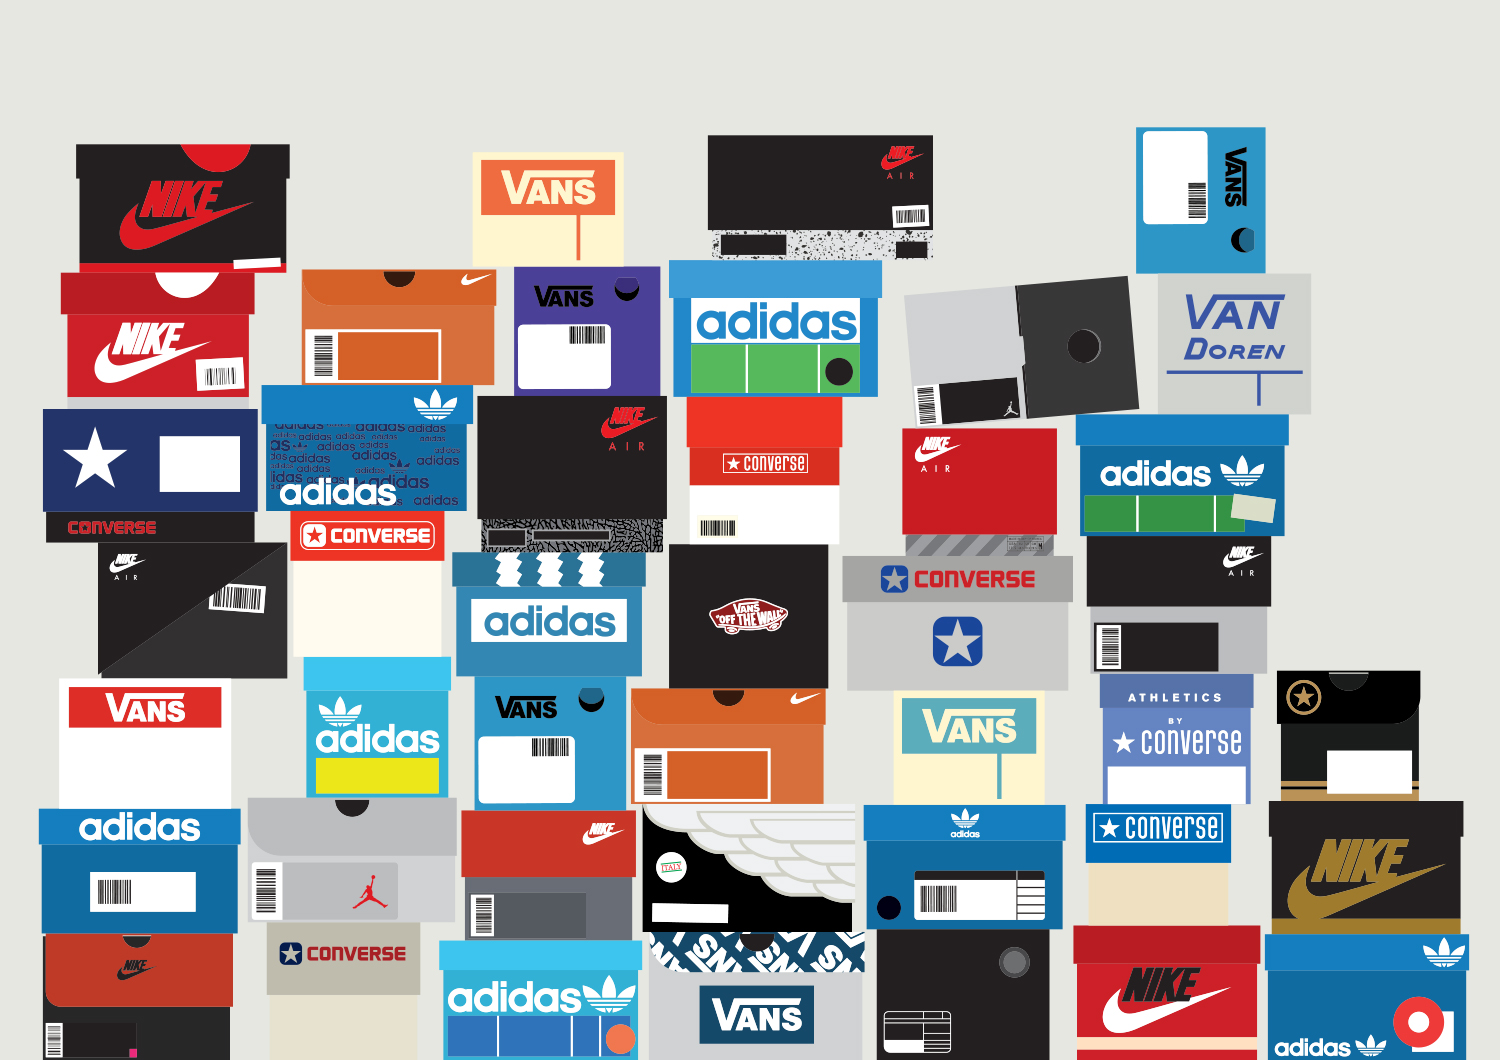 NIKE
VANS
NIKE
AIR
VANS
NIKE
VANS
adidas
VAN
DOREN
CONVERSE
adidas
CONVERSE
NIKE
AIR
converse
NIKE
AIR
adidas
NIKE
AIR
adidas
VANS
"OFF THE WALL"
CONVERSE
NIKE
AIR
VANS
adidas
VANS
VANS
ATHLETICS
BY
converse
adidas
NIKE
ITALY
adidas
converse
NIKE
NIKE
CONVERSE
adidas
VANS
NIKE
adidas